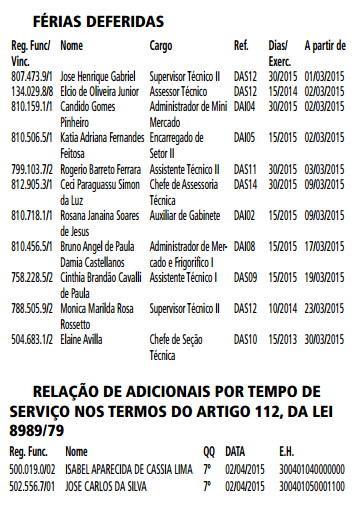 FÉRIAS DEFERIDAS
Reg. Func/ Nome Cargo Ref. Dias/ A partir de
Vinc. Exerc.
807.473.9/1 Jose Henrique Gabriel Supervisor Técnico II DAS12 30/2015 01/03/2015
134.029.8/8 Elcio de Oliveira Junior Assessor Técnico DAS12 15/2014 02/03/2015
810.159.1/1 Candido Gomes Administrador de Mini DAI04 30/2015 02/03/2015
Pinheiro Mercado
810.506.5/1 Katia Adriana Fernandes Encarregado de DAI05 15/2015 02/03/2015
Feitosa Setor II
799.103.7/2 Rogerio Barreto Ferrara Assistente Técnico II DAS11 30/2015 03/03/2015
812.905.3/1 Ceci Paraguassu Simon Chefe de Assessoria DAS14 30/2015 09/03/2015
da Luz Técnica
810.718.1/1 Rosana Janaina Soares Auxiliar de Gabinete DAI02 15/2015 09/03/2015
de Jesus
810.456.5/1 Bruno Angel de Paula Administrador de Mer- DAI08 15/2015 17/03/2015
Damia Castellanos cado e Frigorífico I
758.228.5/2 Cinthia Brandão Cavalli Assistente Técnico I DAS09 15/2015 19/03/2015
de Paula
788.505.9/2 Monica Marilda Rosa Supervisor Técnico II DAS12 10/2014 23/03/2015
Rossetto
504.683.1/2 Elaine Avilla Chefe de Seção DAS10 15/2013 30/03/2015
Técnica
RELAÇÃO DE ADICIONAIS POR TEMPO DE
SERVIÇO NOS TERMOS DO ARTIGO 112, DA LEI
8989/79
Reg. Func. Nome QQ DATA E.H.
500.019.0/02 ISABEL APARECIDA DE CASSIA LIMA 7º 02/04/2015 300401040000000
502.556.7/01 JOSE CARLOS DA SILVA 7º 02/04/2015 300401050001100